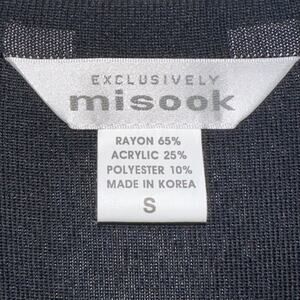 EXCLUSIVELY
misook
RAYON 65%
ACRYLIC 25%
POLYESTER 10%
MADE IN KOREA
S